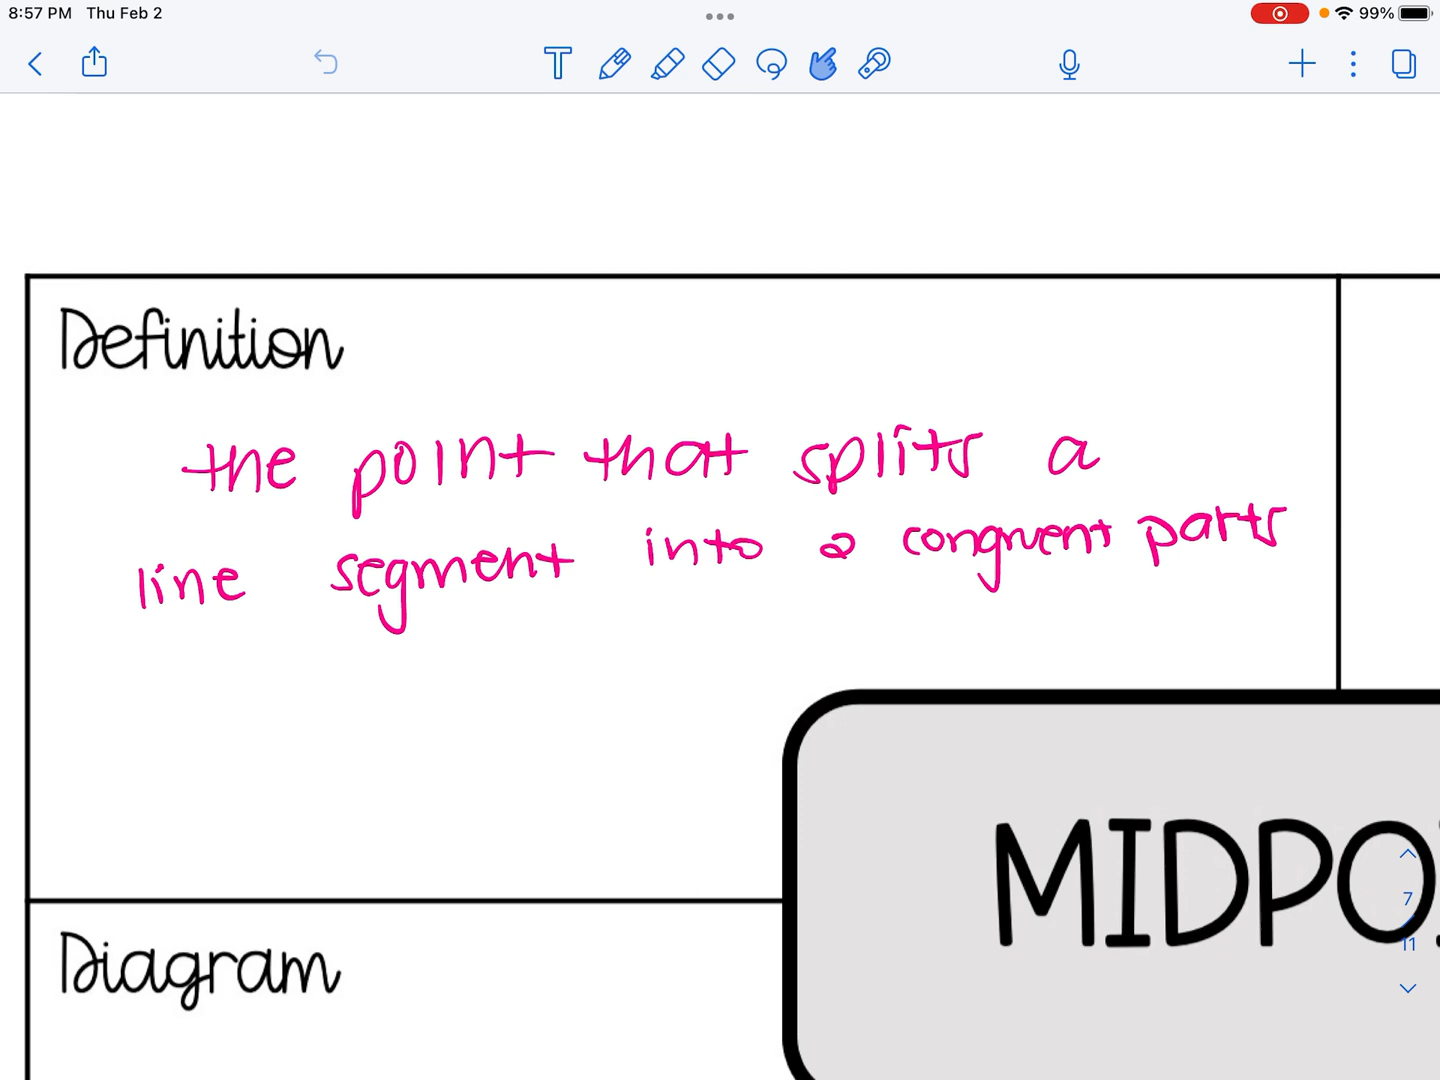 8:57 PM Thu Feb 2
99%
Definition
the point that splits a
line segment into 2 congruent parts
MIDPO
7
11
Diagram